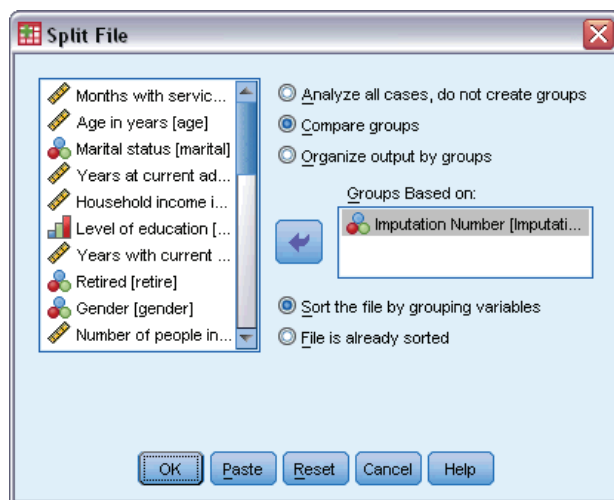 Split File
Months with servic...
Age in years [age]
Marital status [marital]
Years at current ad...
Household income i...
Level of education [...
Years with current ...
Retired [retire]
Gender [gender]
Number of people in...
Analyze all cases, do not create groups
Compare groups
Organize output by groups
Groups Based on:
Imputation Number [Imputati...
Sort the file by grouping variables
File is already sorted
OK
Paste
Reset
Cancel
Help